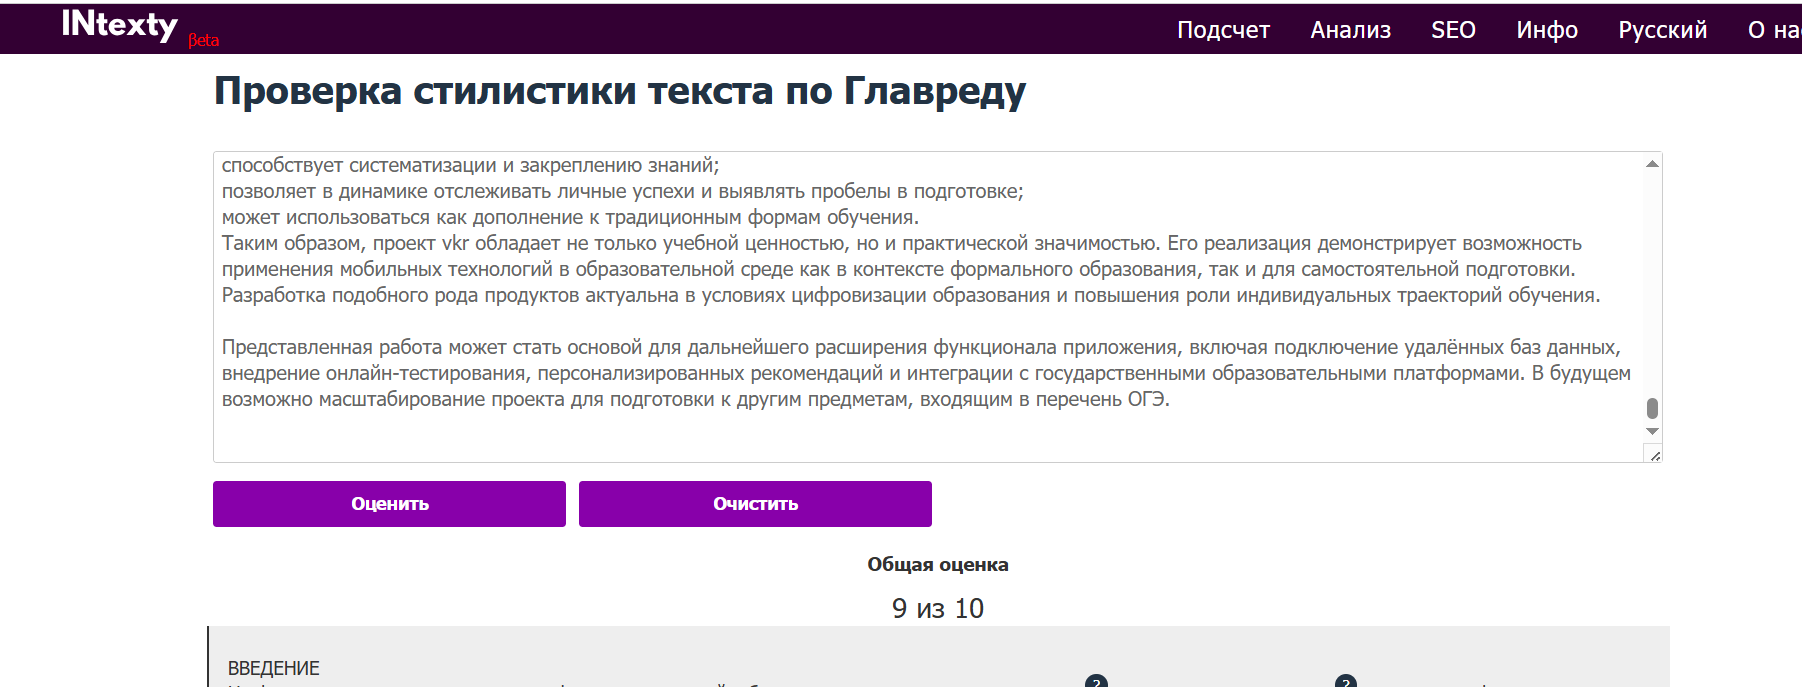 INtexty βeta
Подсчет Анализ SEO Инфо Русский О нас
Проверка стилистики текста по Главреду
способствует систематизации и закреплению знаний;
позволяет в динамике отслеживать личные успехи и выявлять пробелы в подготовке;
может использоваться как дополнение к традиционным формам обучения.
Таким образом, проект vkr обладает не только учебной ценностью, но и практической значимостью. Его реализация демонстрирует возможность
применения мобильных технологий в образовательной среде как в контексте формального образования, так и для самостоятельной подготовки.
Разработка подобного рода продуктов актуальна в условиях цифровизации образования и повышения роли индивидуальных траекторий обучения.
Представленная работа может стать основой для дальнейшего расширения функционала приложения, включая подключение удалённых баз данных,
внедрение онлайн-тестирования, персонализированных рекомендаций и интеграции с государственными образовательными платформами. В будущем
возможно масштабирование проекта для подготовки к другим предметам, входящим в перечень ОГЭ.
Оценить Очистить
Общая оценка
9 из 10
ВВЕДЕНИЕ